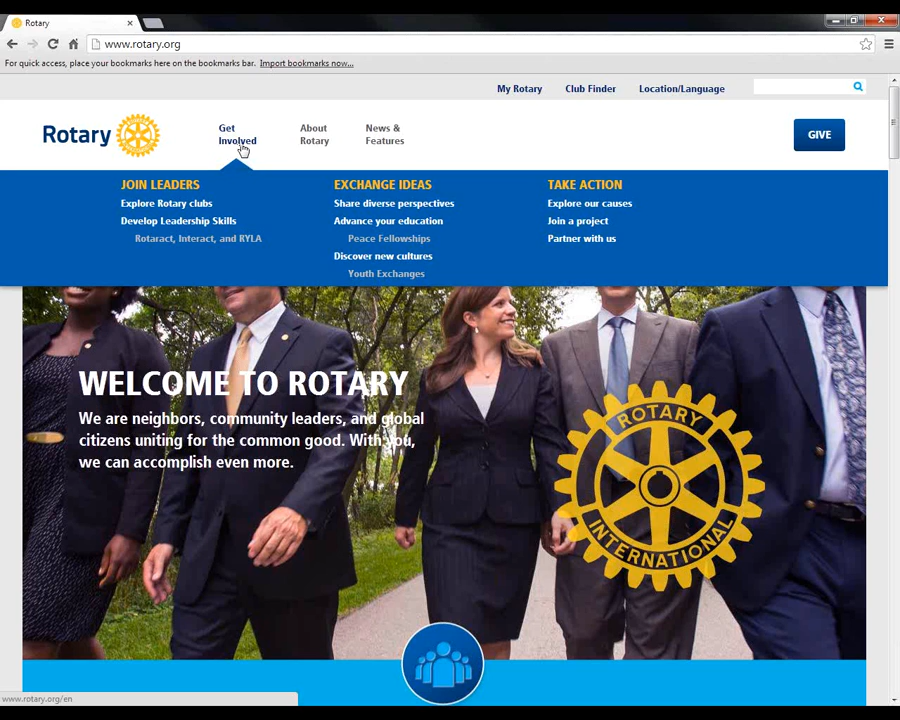 Rotary
www.rotary.org
For quick access, place your bookmarks here on the bookmarks bar. Import bookmarks now...
My Rotary Club Finder Location/Language
Rotary
Get Involved
About Rotary
News & Features
GIVE
JOIN LEADERS
Explore Rotary clubs
Develop Leadership Skills
Rotaract, Interact, and RYLA
EXCHANGE IDEAS
Share diverse perspectives
Advance your education
Peace Fellowships
Discover new cultures
Youth Exchanges
TAKE ACTION
Explore our causes
Join a project
Partner with us
WELCOME TO ROTARY
We are neighbors, community leaders, and global
citizens uniting for the common good. With you,
we can accomplish even more.
ROTARY
INTERNATIONAL
www.rotary.org/en